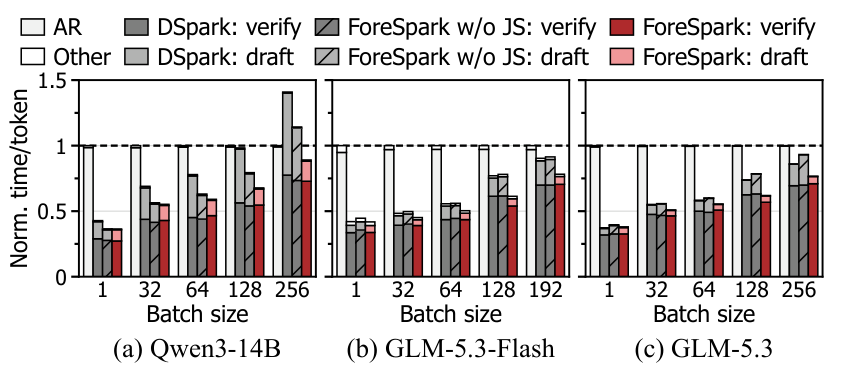 AR DSpark: verify ForeSpark w/o JS: verify ForeSpark: verify
Other DSpark: draft ForeSpark w/o JS: draft ForeSpark: draft
Norm. time/token
1.5
1
0.5
0
1 32 64 128 256
1 32 64 128 192
1 32 64 128 256
Batch size Batch size Batch size
(a) Qwen3-14B (b) GLM-5.3-Flash (c) GLM-5.3